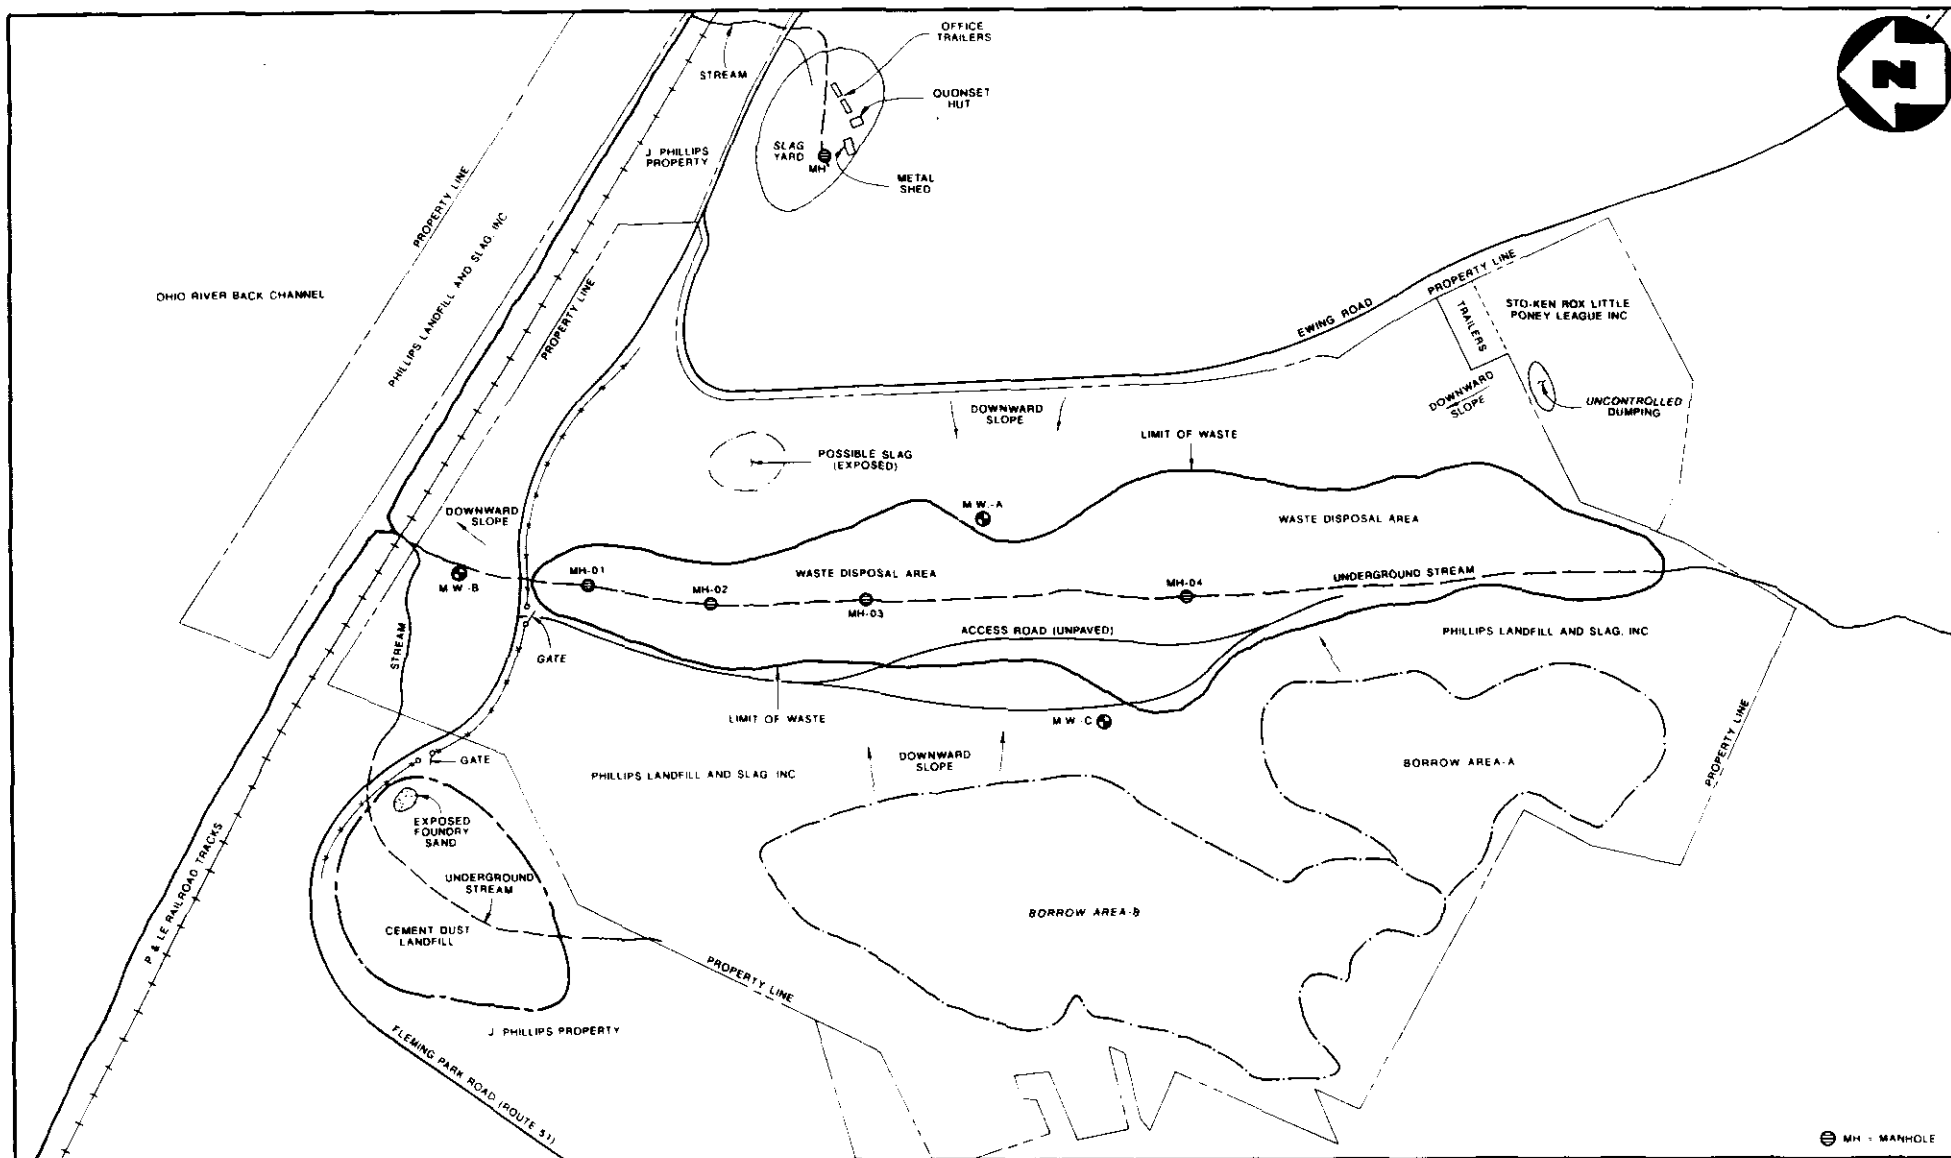 OFFICE
TRAILERS
N
STREAM
QUONSET
HUT
J PHILLIPS
PROPERTY
SLAG
YARD
MH
METAL
SHED
PROPERTY LINE
PHILLIPS LANDFILL AND SLAG, INC
OHIO RIVER BACK CHANNEL
PROPERTY LINE
EWING ROAD
PROPERTY LINE
STO-KEN ROX LITTLE
PONEY LEAGUE INC
TRAILERS
DOWNWARD
SLOPE
UNCONTROLLED
DUMPING
DOWNWARD
SLOPE
LIMIT OF WASTE
POSSIBLE SLAG
(EXPOSED)
M W.-A
DOWNWARD
SLOPE
WASTE DISPOSAL AREA
M W.-B
MH-01
MH-02
WASTE DISPOSAL AREA
MH-03
MH-04
UNDERGROUND STREAM
STREAM
GATE
ACCESS ROAD (UNPAVED)
PHILLIPS LANDFILL AND SLAG, INC
LIMIT OF WASTE
M W.-C
PROPERTY LINE
GATE
PHILLIPS LANDFILL AND SLAG INC
DOWNWARD
SLOPE
BORROW AREA-A
EXPOSED
FOUNDRY
SAND
P & LE RAILROAD TRACKS
UNDERGROUND
STREAM
CEMENT DUST
LANDFILL
BORROW AREA-B
PROPERTY LINE
J PHILLIPS PROPERTY
FLEMING PARK ROAD (ROUTE 51)
MH = MANHOLE